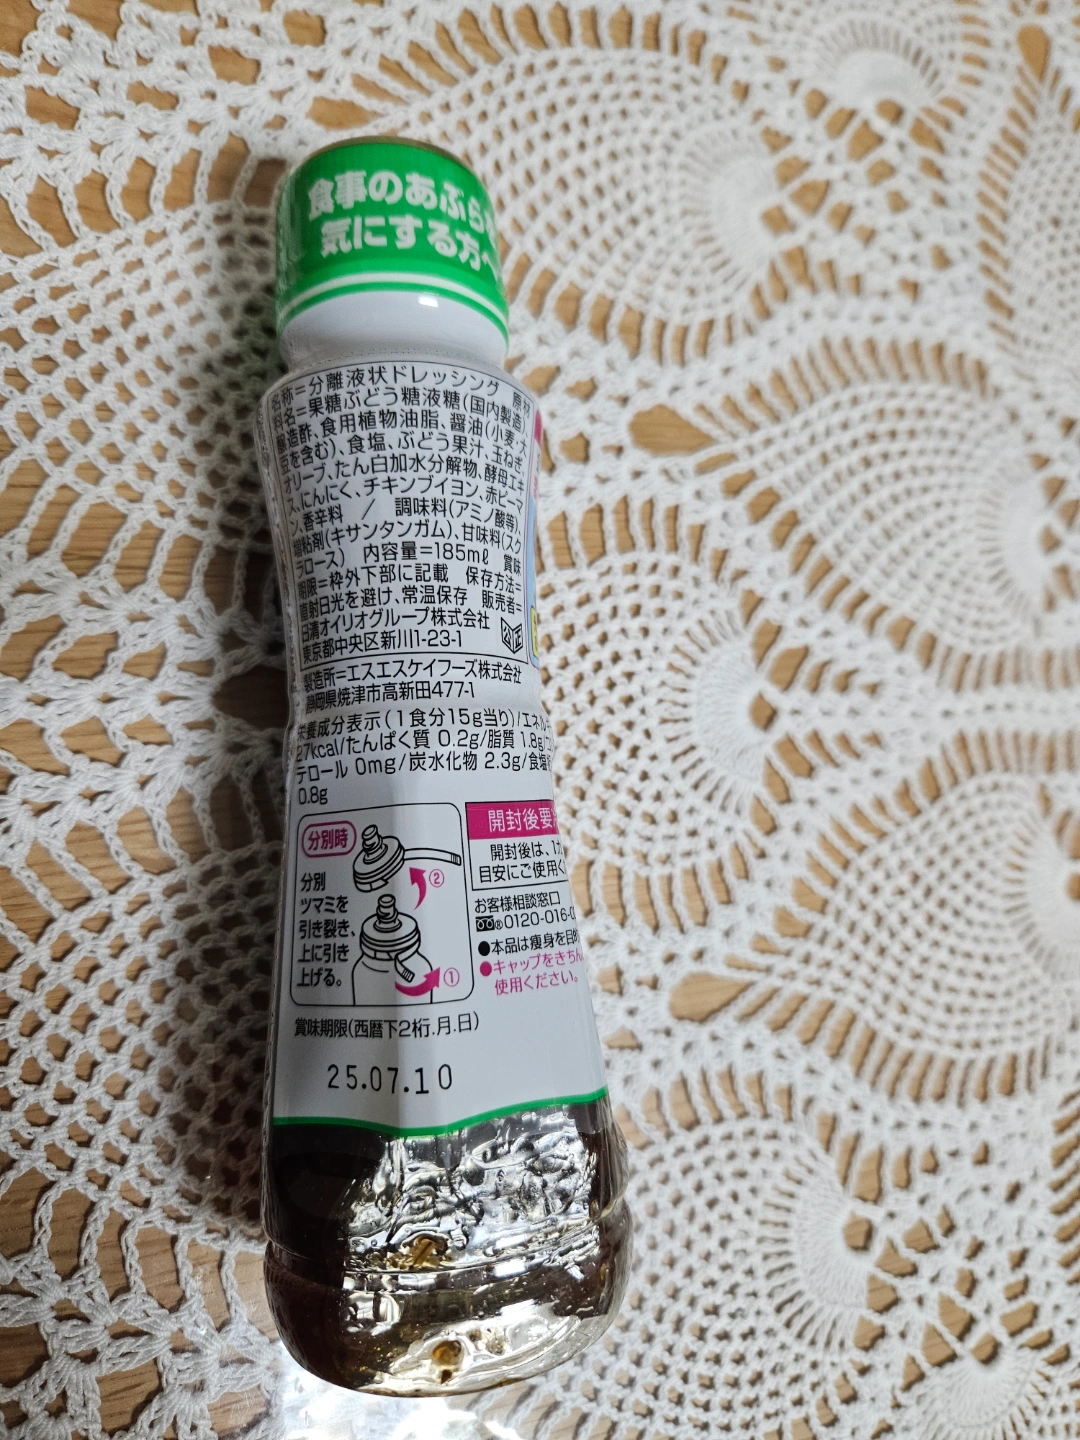 食事のあぶらを
気にする方へ
名称=分離液状ドレッシング 原材
料名=果糖ぶどう糖液糖(国内製造)、
醸造酢、食用植物油脂、醤油(小麦・大
豆を含む)、食塩、ぶどう果汁、玉ねぎ、
オリーブ、たん白加水分解物、酵母エキ
ス、にんにく、チキンブイヨン、赤ピーマ
ン、香辛料 / 調味料(アミノ酸等)、
増粘剤(キサンタンガム)、甘味料(スク
ラロース) 内容量=185mℓ 賞味
期限=枠外下部に記載 保存方法=
直射日光を避け、常温保存 販売者=
日清オイリオグループ株式会社
東京都中央区新川1-23-1
公正
製造所=エスエスケイフーズ株式会社
静岡県焼津市高新田477-1
栄養成分表示(1食分15g当り)/エネル
27kcal/たんぱく質 0.2g/脂質 1.8g/コ
テロール 0mg/炭水化物 2.3g/食塩
0.8g
分別時
分別
ツマミを
引き裂き、
上に引き
上げる。
②
①
開封後要
開封後は、1
目安にご使用く
お客様相談窓口
®0120-016-0
●本品は痩身を目的
●キャップをきちん
使用ください。
賞味期限(西暦下2桁.月.日)
25.07.10